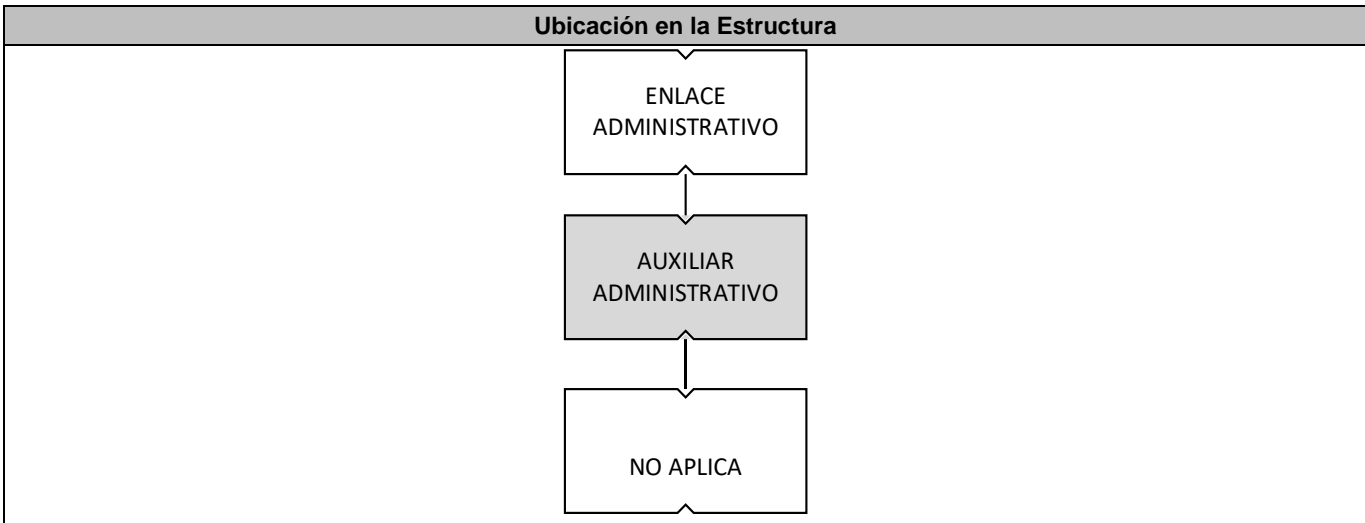 Ubicación en la Estructura
ENLACE
ADMINISTRATIVO
AUXILIAR
ADMINISTRATIVO
NO APLICA